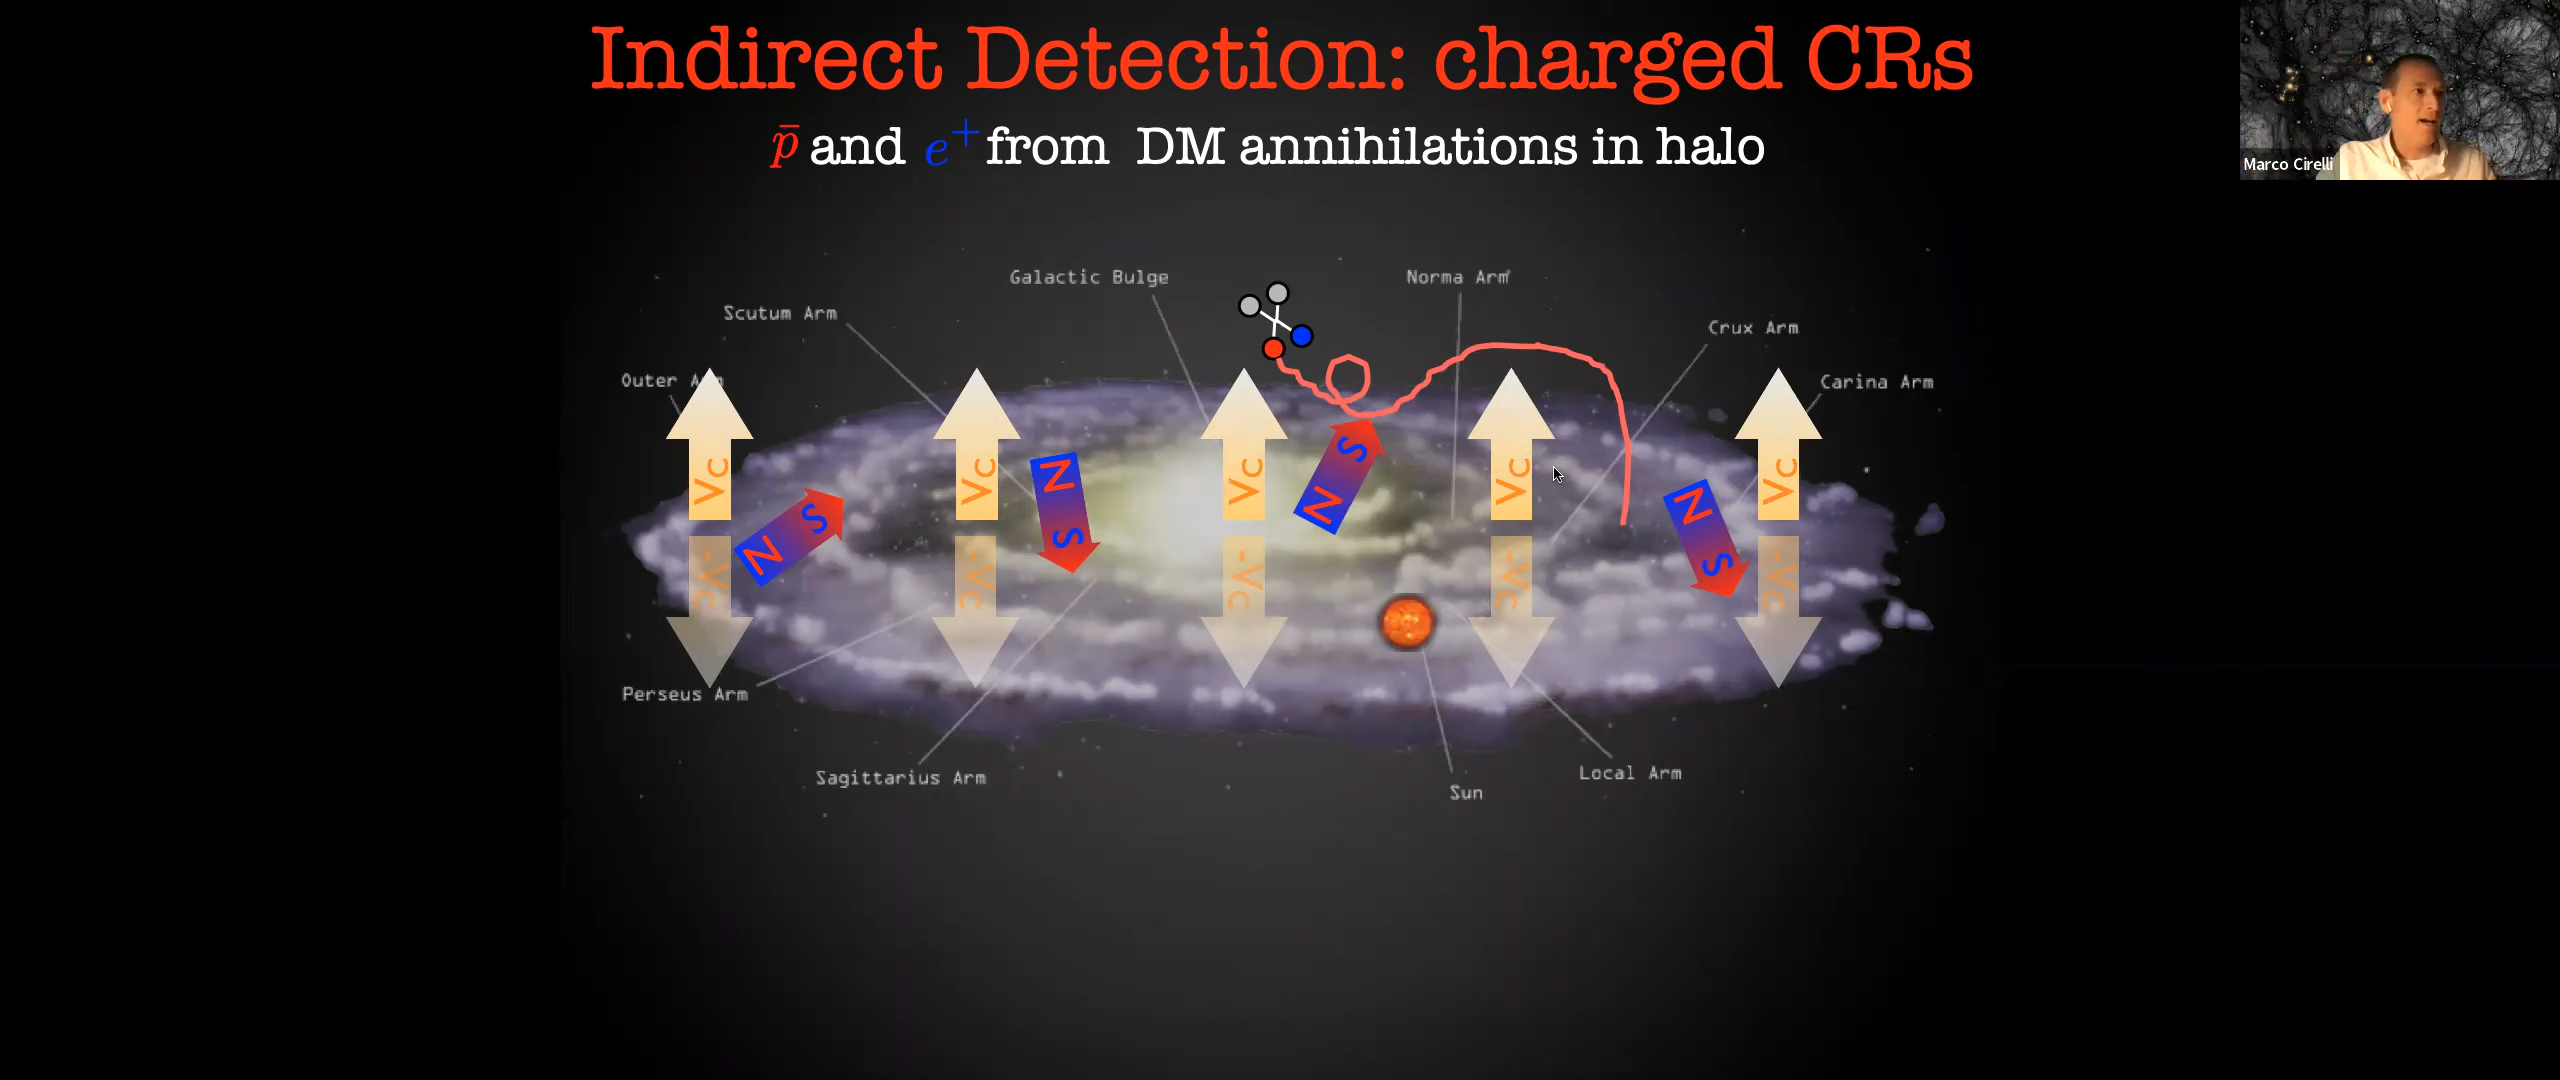 Indirect Detection: charged CRs
p̄ and e⁺ from DM annihilations in halo
Marco Cirelli
Galactic Bulge
Norma Arm
Scutum Arm
Crux Arm
Outer Arm
Carina Arm
Vc Vc Vc Vc Vc
N S
N S
N S
N S
-Vc -Vc -Vc -Vc -Vc
Perseus Arm
Sagittarius Arm
Local Arm
Sun